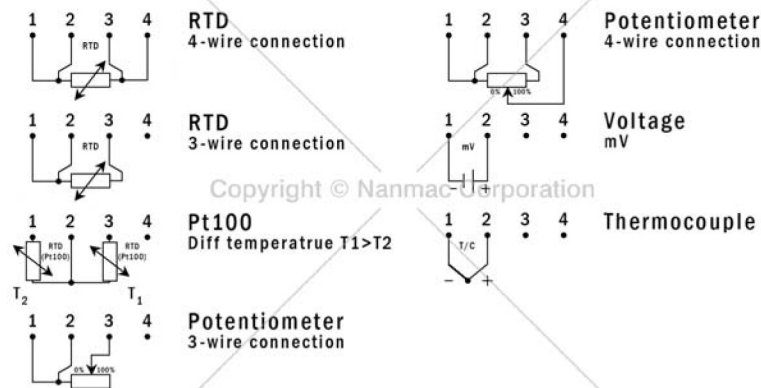 1 2 3 4
RTD
RTD
4-wire connection
1 2 3 4
RTD
RTD
3-wire connection
1 2 3 4
RTD
(Pt100)
RTD
(Pt100)
T2
T1
Pt100
Diff temperatrue T1>T2
1 2 3 4
0% 100%
Potentiometer
3-wire connection
1 2 3 4
0% 100%
Potentiometer
4-wire connection
1 2 3 4
mV
- +
Voltage
mV
1 2 3 4
T/C
- +
Thermocouple
Copyright © Nanmac Corporation